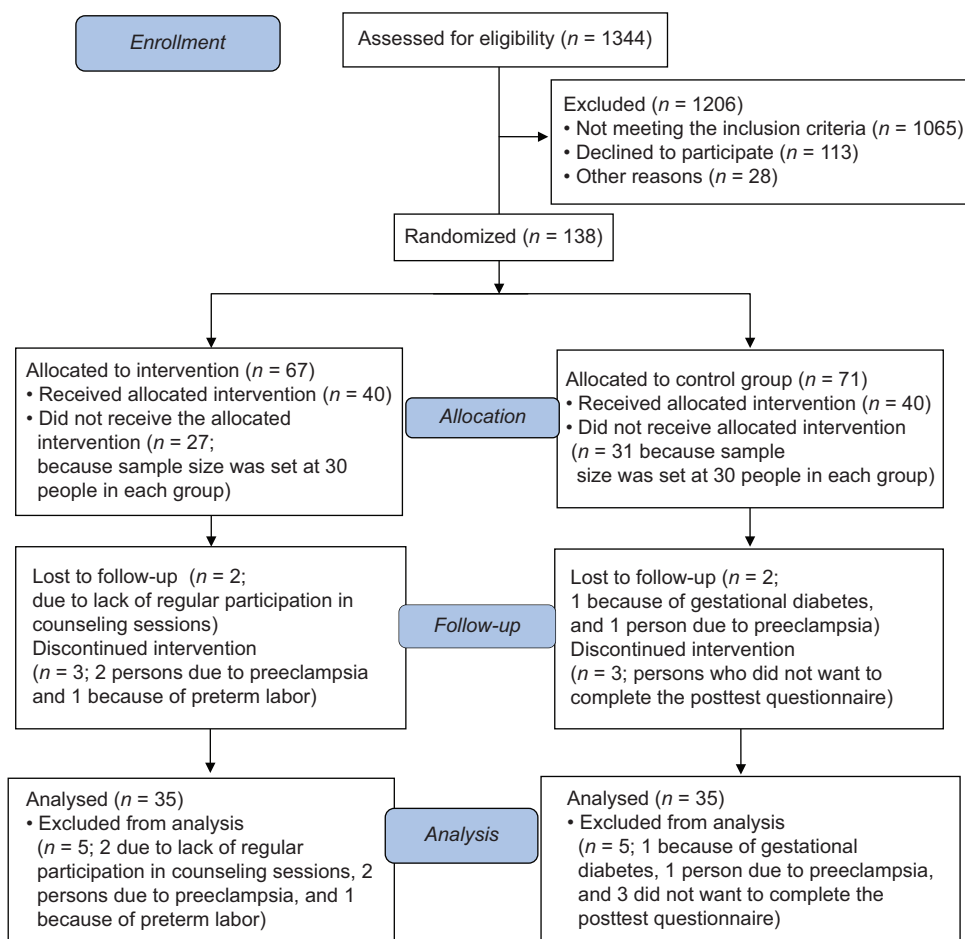 Enrollment
Assessed for eligibility (n = 1344)
Excluded (n = 1206)
• Not meeting the inclusion criteria (n = 1065)
• Declined to participate (n = 113)
• Other reasons (n = 28)
Randomized (n = 138)
Allocated to intervention (n = 67)
• Received allocated intervention (n = 40)
• Did not receive the allocated
intervention (n = 27;
because sample size was set at 30
people in each group)
Allocation
Allocated to control group (n = 71)
• Received allocated intervention (n = 40)
• Did not receive allocated intervention
(n = 31 because sample
size was set at 30 people in each group)
Lost to follow-up (n = 2;
due to lack of regular participation in
counseling sessions)
Discontinued intervention
(n = 3; 2 persons due to preeclampsia
and 1 because of preterm labor)
Follow-up
Lost to follow-up (n = 2;
1 because of gestational diabetes,
and 1 person due to preeclampsia)
Discontinued intervention
(n = 3; persons who did not want to
complete the posttest questionnaire)
Analysed (n = 35)
• Excluded from analysis
(n = 5; 2 due to lack of regular
participation in counseling sessions, 2
persons due to preeclampsia, and 1
because of preterm labor)
Analysis
Analysed (n = 35)
• Excluded from analysis
(n = 5; 1 because of gestational
diabetes, 1 person due to preeclampsia,
and 3 did not want to complete the
posttest questionnaire)